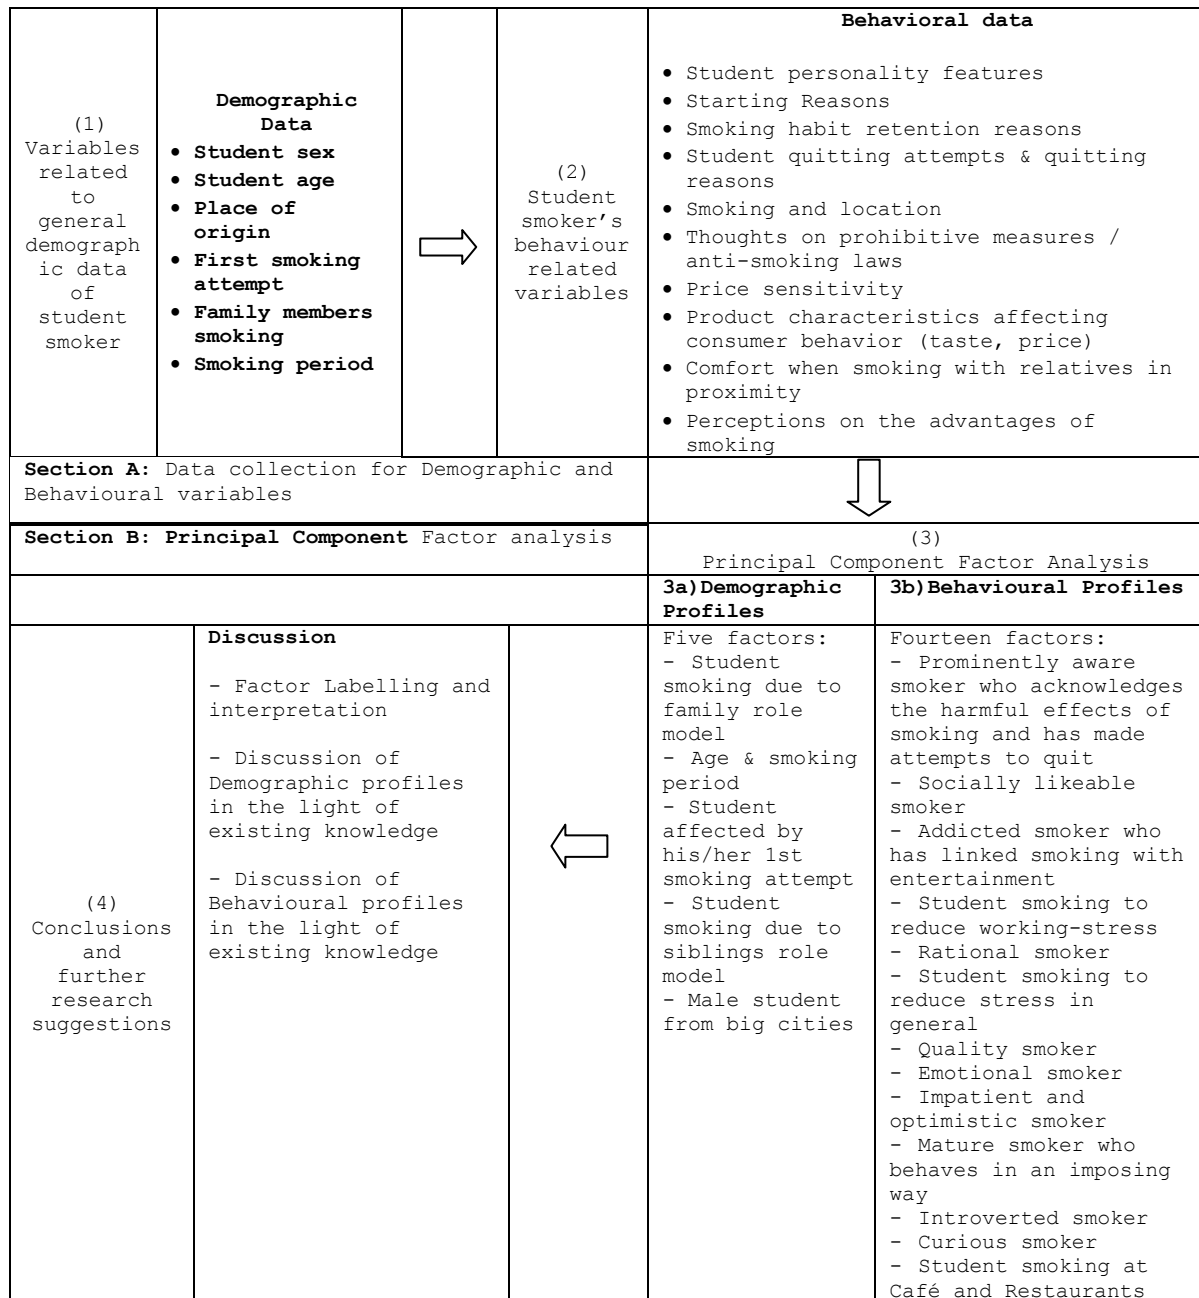 (1)
Variables
related
to
general
demograph
ic data
of
student
smoker
Demographic
Data
• Student sex
• Student age
• Place of
origin
• First smoking
attempt
• Family members
smoking
• Smoking period
(2)
Student
smoker's
behaviour
related
variables
Behavioral data
• Student personality features
• Starting Reasons
• Smoking habit retention reasons
• Student quitting attempts & quitting
reasons
• Smoking and location
• Thoughts on prohibitive measures /
anti-smoking laws
• Price sensitivity
• Product characteristics affecting
consumer behavior (taste, price)
• Comfort when smoking with relatives in
proximity
• Perceptions on the advantages of
smoking
Section A: Data collection for Demographic and
Behavioural variables
Section B: Principal Component Factor analysis
(3)
Principal Component Factor Analysis
3a)Demographic
Profiles
3b)Behavioural Profiles
(4)
Conclusions
and
further
research
suggestions
Discussion
- Factor Labelling and
interpretation
- Discussion of
Demographic profiles
in the light of
existing knowledge
- Discussion of
Behavioural profiles
in the light of
existing knowledge
Five factors:
- Student
smoking due to
family role
model
- Age & smoking
period
- Student
affected by
his/her 1st
smoking attempt
- Student
smoking due to
siblings role
model
- Male student
from big cities
Fourteen factors:
- Prominently aware
smoker who acknowledges
the harmful effects of
smoking and has made
attempts to quit
- Socially likeable
smoker
- Addicted smoker who
has linked smoking with
entertainment
- Student smoking to
reduce working-stress
- Rational smoker
- Student smoking to
reduce stress in
general
- Quality smoker
- Emotional smoker
- Impatient and
optimistic smoker
- Mature smoker who
behaves in an imposing
way
- Introverted smoker
- Curious smoker
- Student smoking at
Café and Restaurants